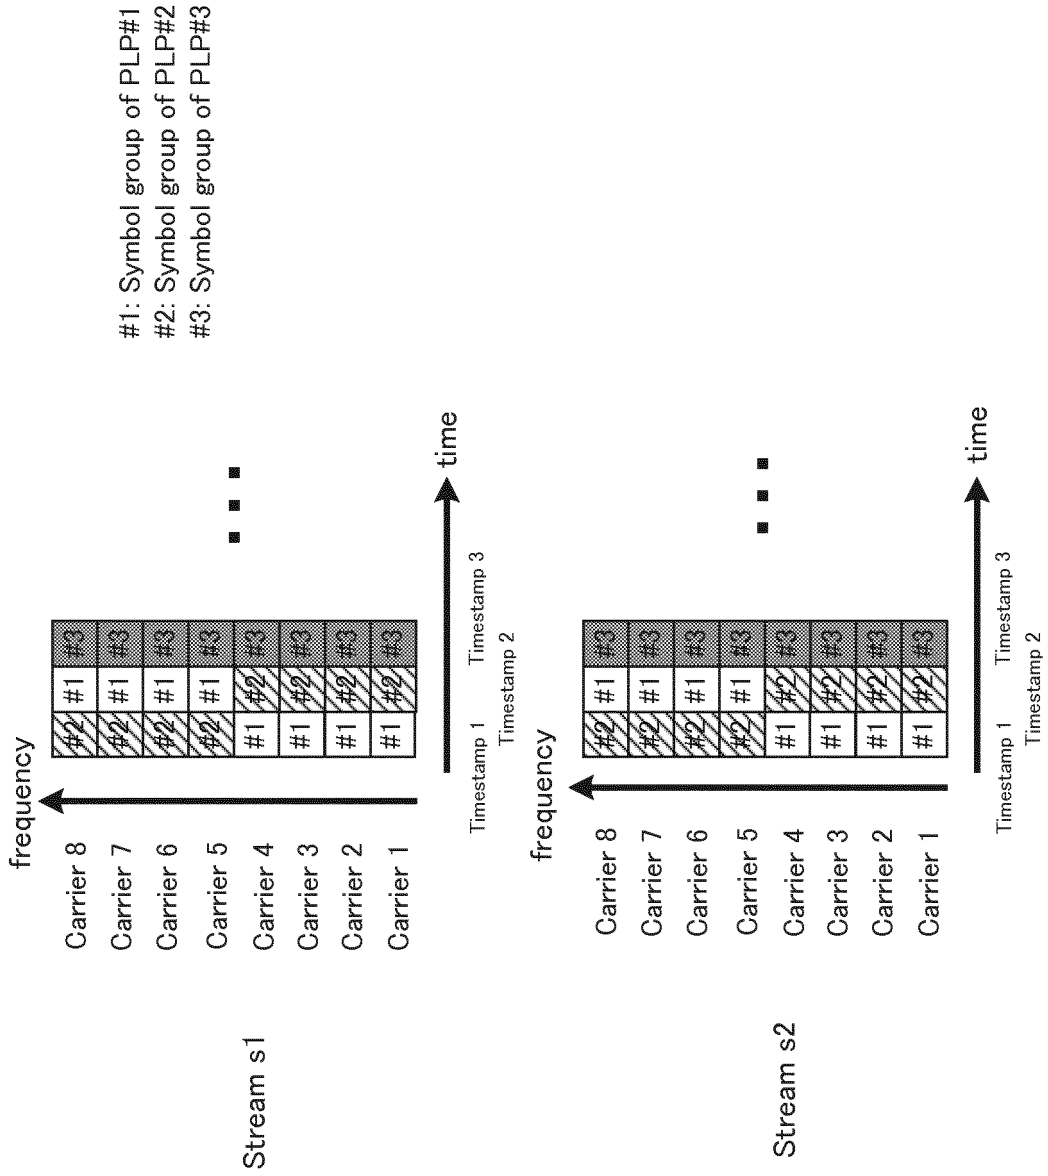 #1: Symbol group of PLP#1
#2: Symbol group of PLP#2
#3: Symbol group of PLP#3
Stream s1
frequency
Carrier 8 #2 #1 #3
Carrier 7 #2 #1 #3
Carrier 6 #2 #1 #3
Carrier 5 #2 #1 #3
Carrier 4 #1 #2 #3
Carrier 3 #1 #2 #3
Carrier 2 #1 #2 #3
Carrier 1 #1 #2 #3
time
Timestamp 1 Timestamp 3
Timestamp 2
Stream s2
frequency
Carrier 8 #2 #1 #3
Carrier 7 #2 #1 #3
Carrier 6 #2 #1 #3
Carrier 5 #2 #1 #3
Carrier 4 #1 #2 #3
Carrier 3 #1 #2 #3
Carrier 2 #1 #2 #3
Carrier 1 #1 #2 #3
time
Timestamp 1 Timestamp 3
Timestamp 2